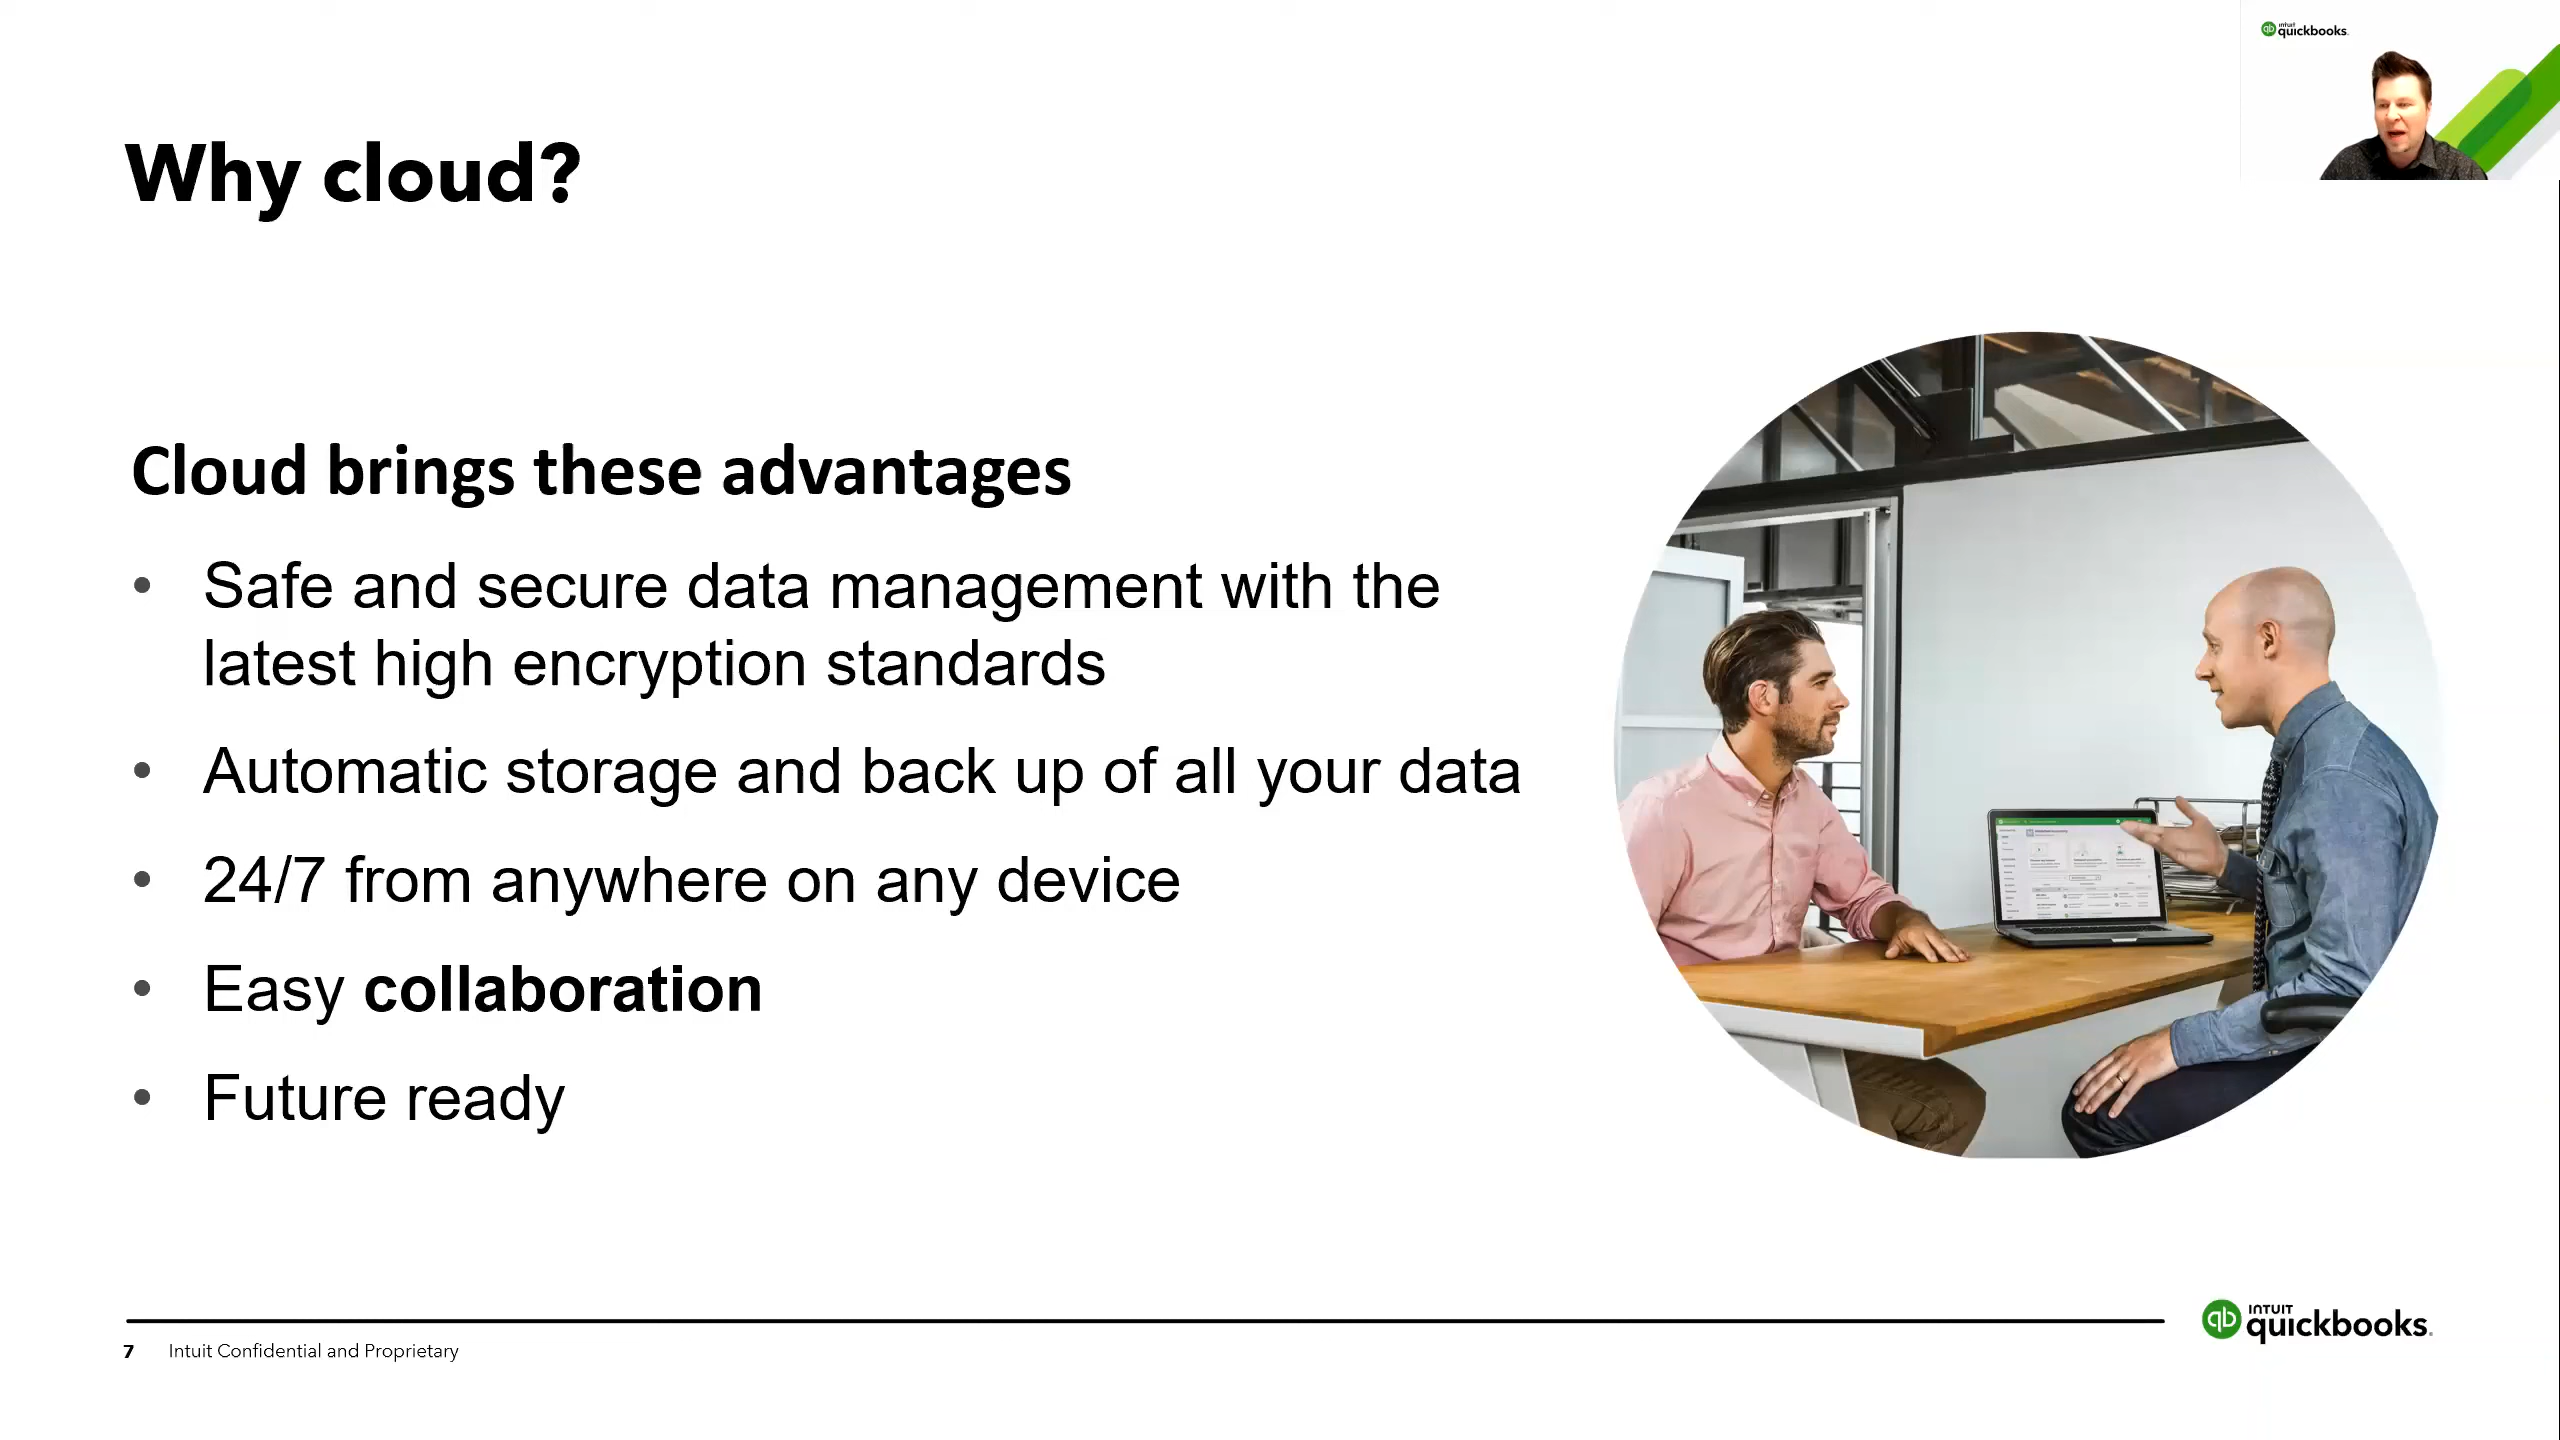 intuit
quickbooks.
Why cloud?
Cloud brings these advantages
• Safe and secure data management with the
latest high encryption standards
• Automatic storage and back up of all your data
• 24/7 from anywhere on any device
• Easy collaboration
• Future ready
7 Intuit Confidential and Proprietary
qb INTUIT
quickbooks.